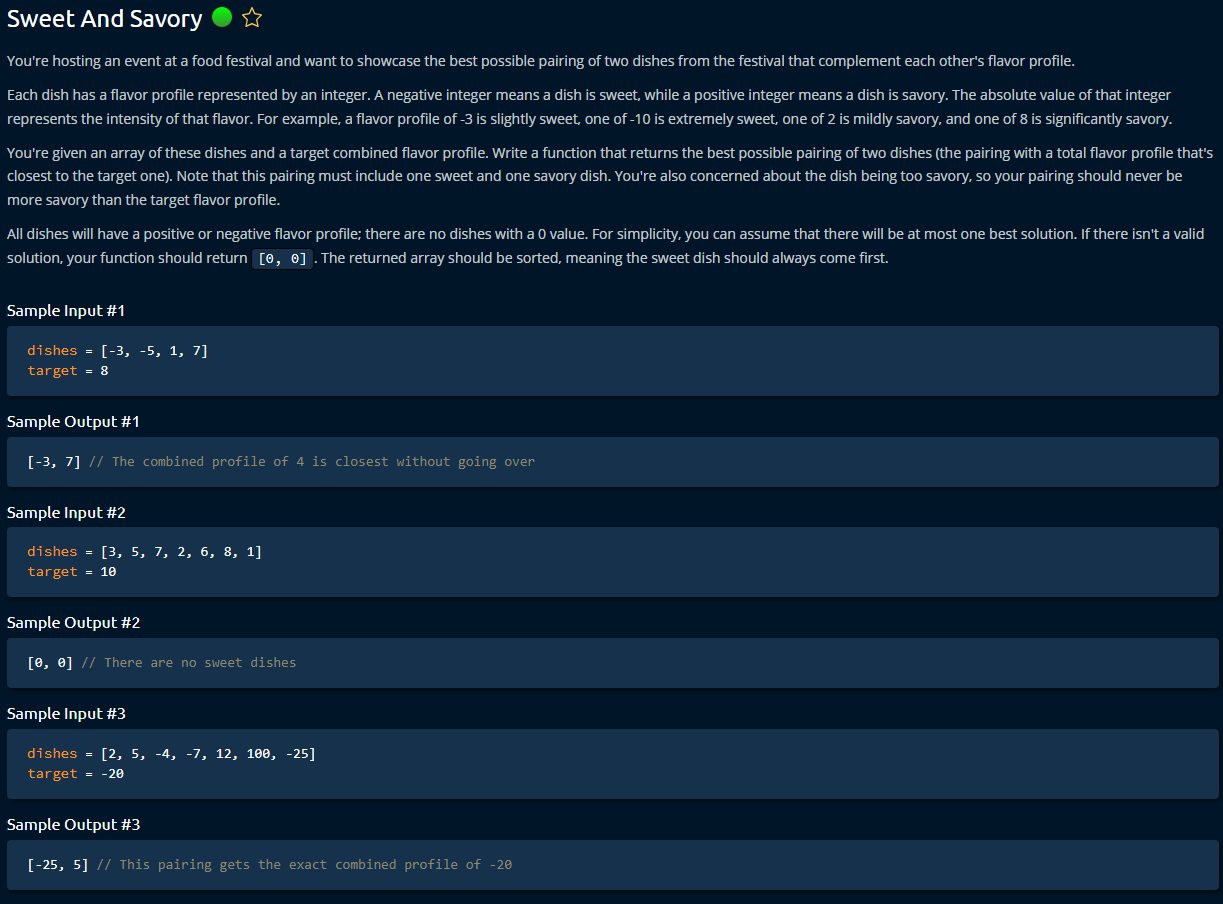 Sweet And Savory
You're hosting an event at a food festival and want to showcase the best possible pairing of two dishes from the festival that complement each other's flavor profile.
Each dish has a flavor profile represented by an integer. A negative integer means a dish is sweet, while a positive integer means a dish is savory. The absolute value of that integer
represents the intensity of that flavor. For example, a flavor profile of -3 is slightly sweet, one of -10 is extremely sweet, one of 2 is mildly savory, and one of 8 is significantly savory.
You're given an array of these dishes and a target combined flavor profile. Write a function that returns the best possible pairing of two dishes (the pairing with a total flavor profile that's
closest to the target one). Note that this pairing must include one sweet and one savory dish. You're also concerned about the dish being too savory, so your pairing should never be
more savory than the target flavor profile.
All dishes will have a positive or negative flavor profile; there are no dishes with a 0 value. For simplicity, you can assume that there will be at most one best solution. If there isn't a valid
solution, your function should return [0, 0]. The returned array should be sorted, meaning the sweet dish should always come first.
Sample Input #1
dishes = [-3, -5, 1, 7]
target = 8
Sample Output #1
[-3, 7] // The combined profile of 4 is closest without going over
Sample Input #2
dishes = [3, 5, 7, 2, 6, 8, 1]
target = 10
Sample Output #2
[0, 0] // There are no sweet dishes
Sample Input #3
dishes = [2, 5, -4, -7, 12, 100, -25]
target = -20
Sample Output #3
[-25, 5] // This pairing gets the exact combined profile of -20